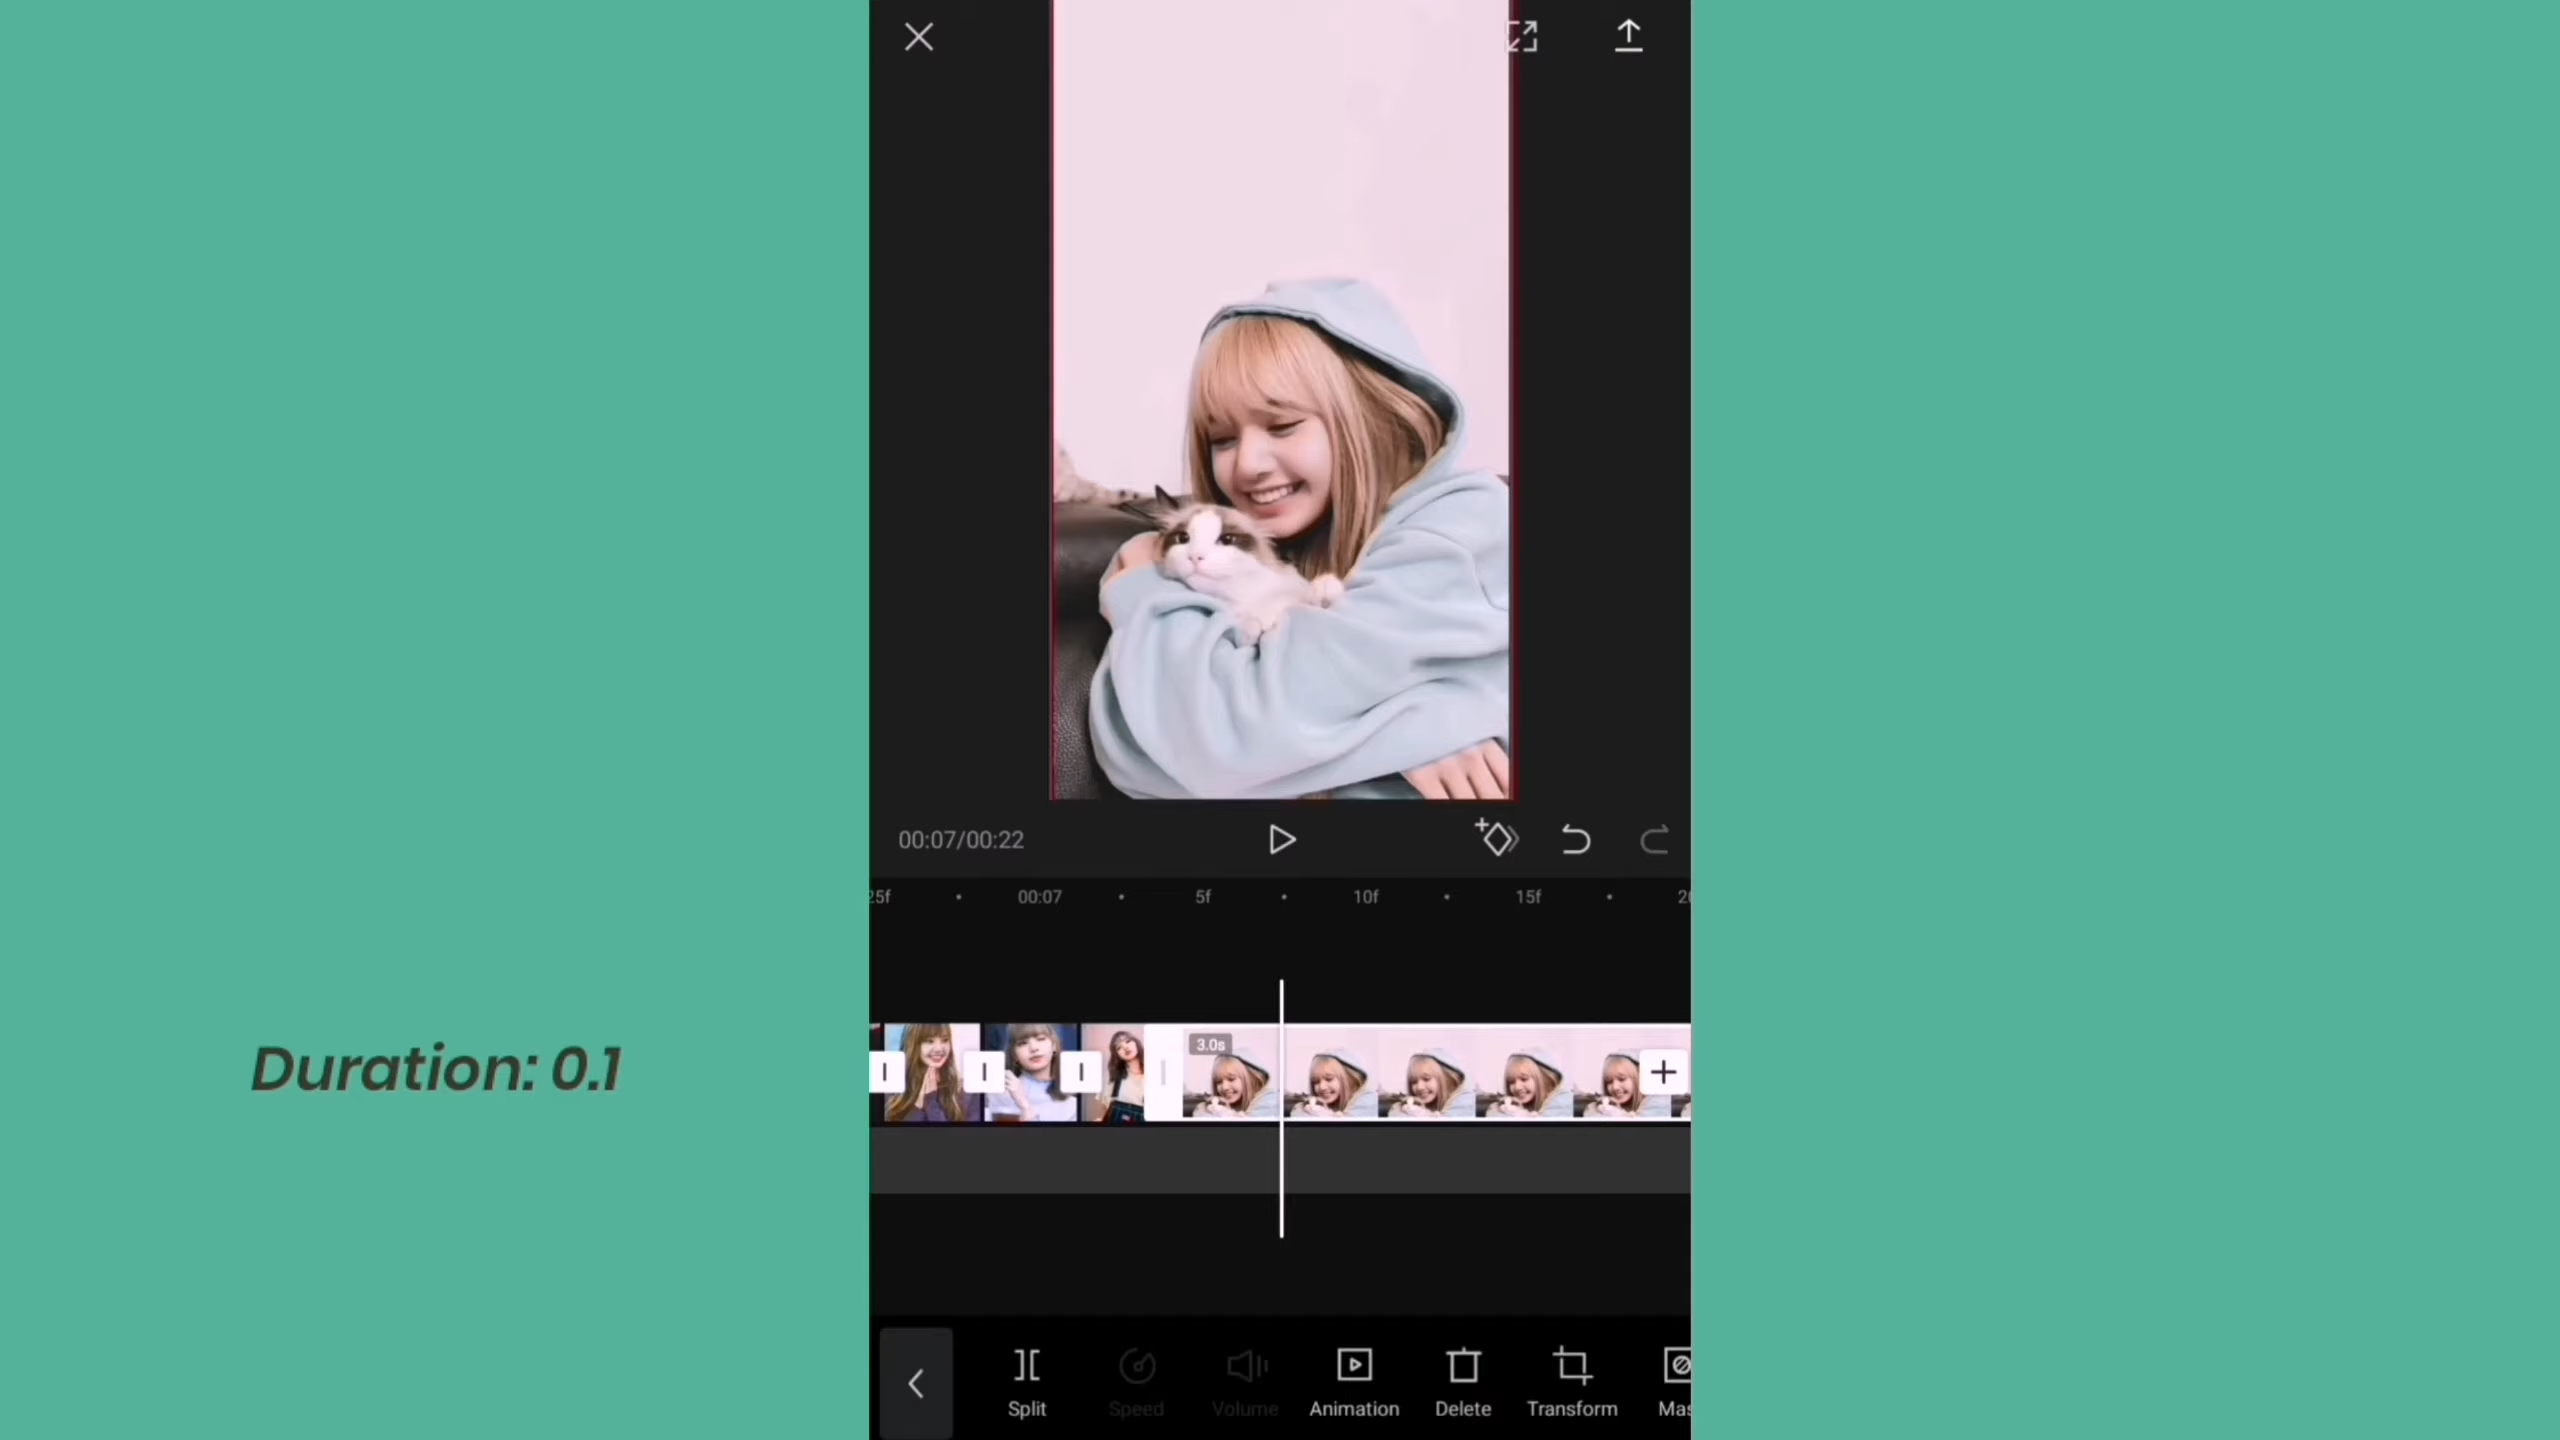 00:07/00:22
25f
00:07
5f
10f
15f
3.0s
Duration: 0.1
Split
Speed
Volume
Animation
Delete
Transform
Mas